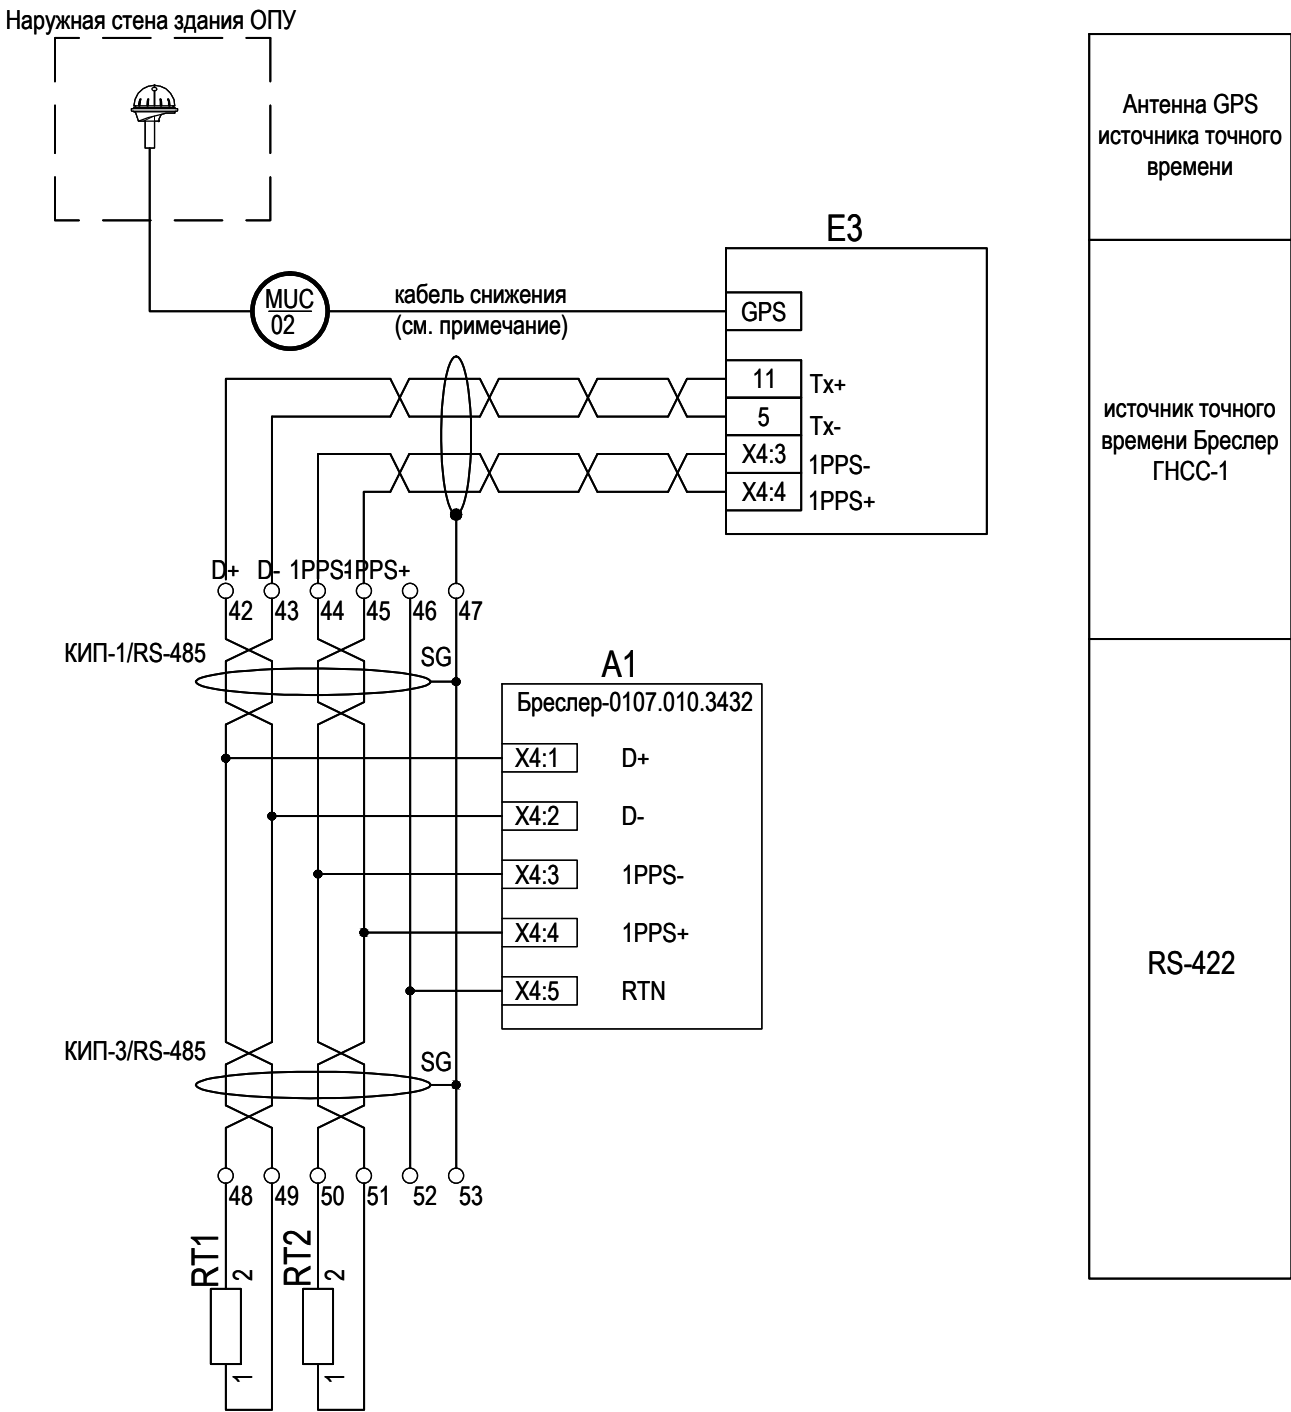 Наружная стена здания ОПУ
Антенна GPS
источника точного
времени
E3
MUC
02
кабель снижения
(см. примечание)
GPS
11
Tx+
5
Tx-
X4:3
1PPS-
X4:4
1PPS+
источник точного
времени Бреслер
ГНСС-1
D+
D-
1PPS-
1PPS+
42
43
44
45
46
47
КИП-1/RS-485
SG
A1
Бреслер-0107.010.3432
X4:1
D+
X4:2
D-
X4:3
1PPS-
X4:4
1PPS+
X4:5
RTN
RS-422
КИП-3/RS-485
SG
48
49
50
51
52
53
RT1
2
1
RT2
2
1